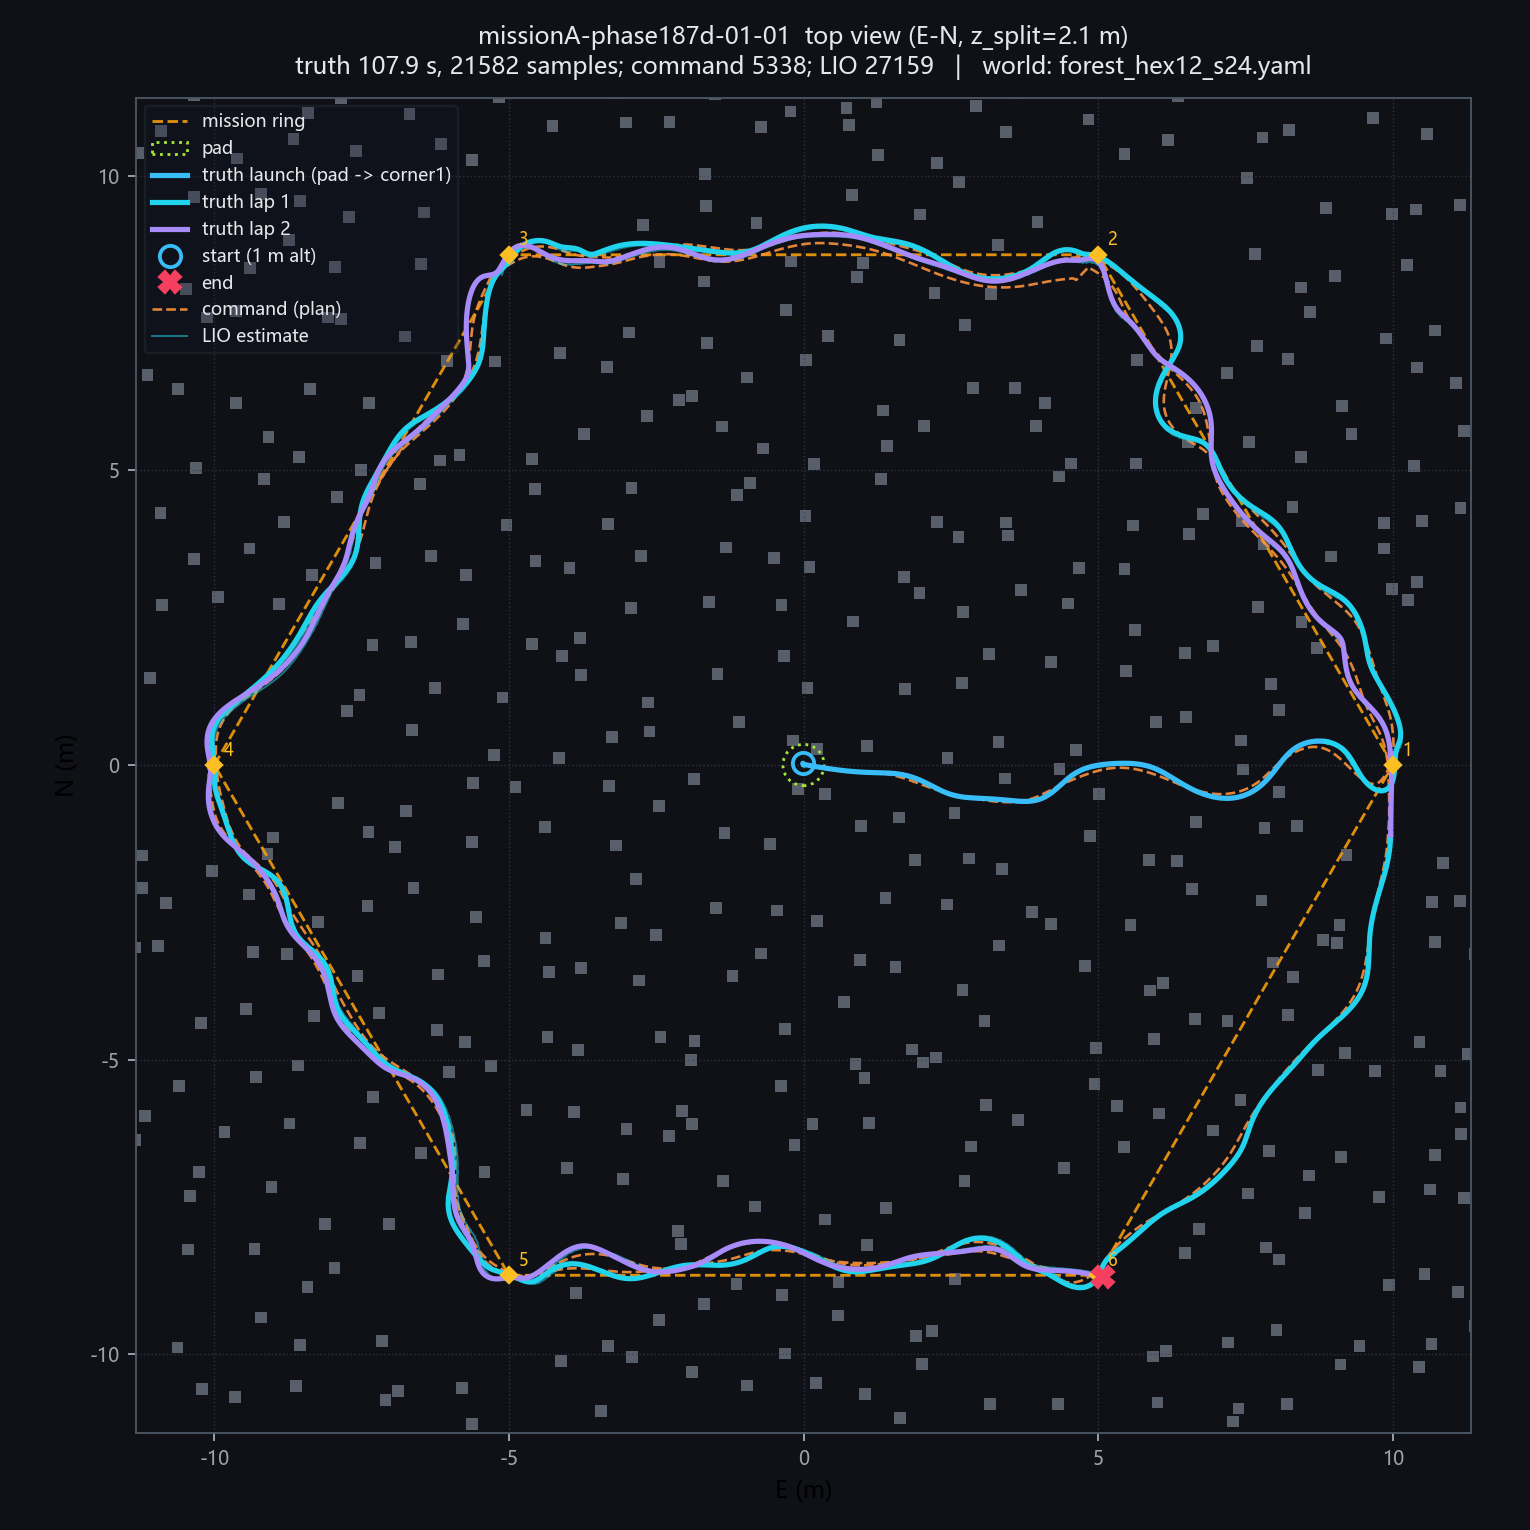 missionA-phase187d-01-01  top view (E-N, z_split=2.1 m)
truth 107.9 s, 21582 samples; command 5338; LIO 27159   |   world: forest_hex12_s24.yaml
mission ring
pad
truth launch (pad -> corner1)
truth lap 1
truth lap 2
start (1 m alt)
end
command (plan)
LIO estimate
3
2
4
1
5
6
10
5
0
-5
-10
N (m)
-10
-5
0
5
10
E (m)